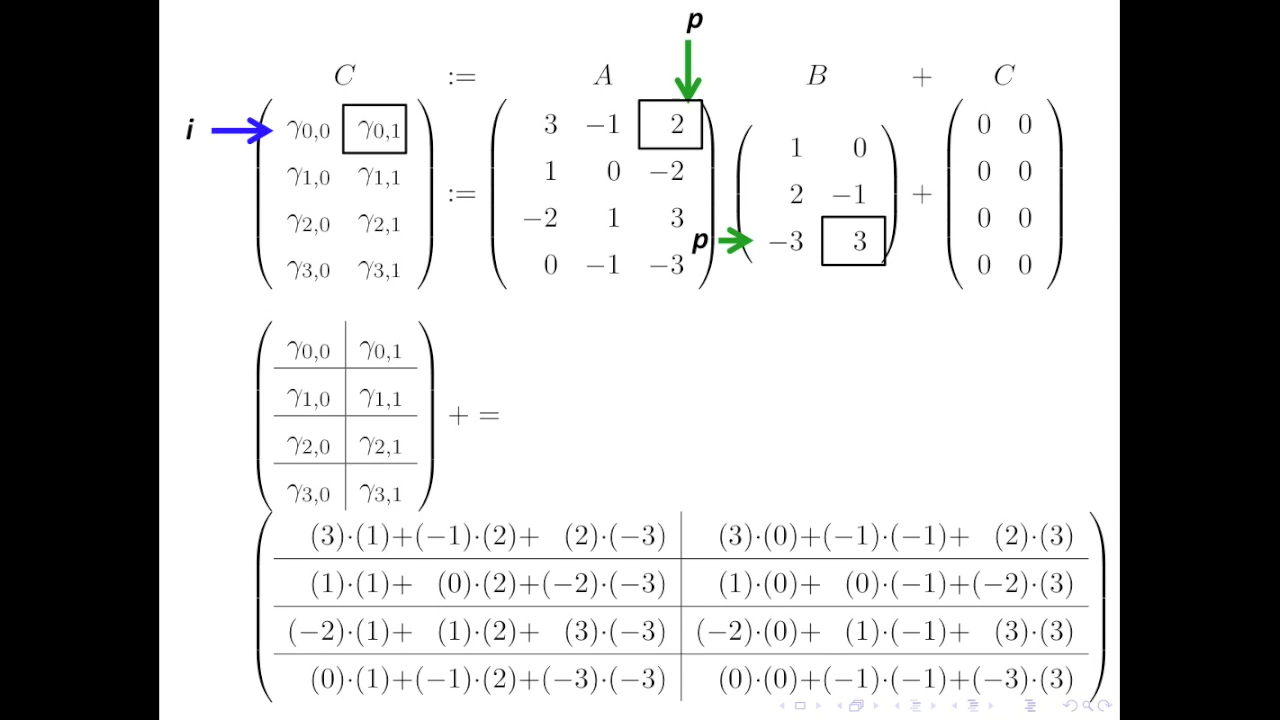 p
C := A B + C
i γ0,0 γ0,1 3 −1 2
1 0
γ1,0 γ1,1 1 0 −2
2 −1
γ2,0 γ2,1 −2 1 3
p −3 3
γ3,0 γ3,1 0 −1 −3
:= +
0 0
0 0
0 0
0 0
γ0,0 γ0,1
γ1,0 γ1,1
+ =
γ2,0 γ2,1
γ3,0 γ3,1
(3)·(1)+(−1)·(2)+ (2)·(−3) (3)·(0)+(−1)·(−1)+ (2)·(3)
(1)·(1)+ (0)·(2)+(−2)·(−3) (1)·(0)+ (0)·(−1)+(−2)·(3)
(−2)·(1)+ (1)·(2)+ (3)·(−3) (−2)·(0)+ (1)·(−1)+ (3)·(3)
(0)·(1)+(−1)·(2)+(−3)·(−3) (0)·(0)+(−1)·(−1)+(−3)·(3)